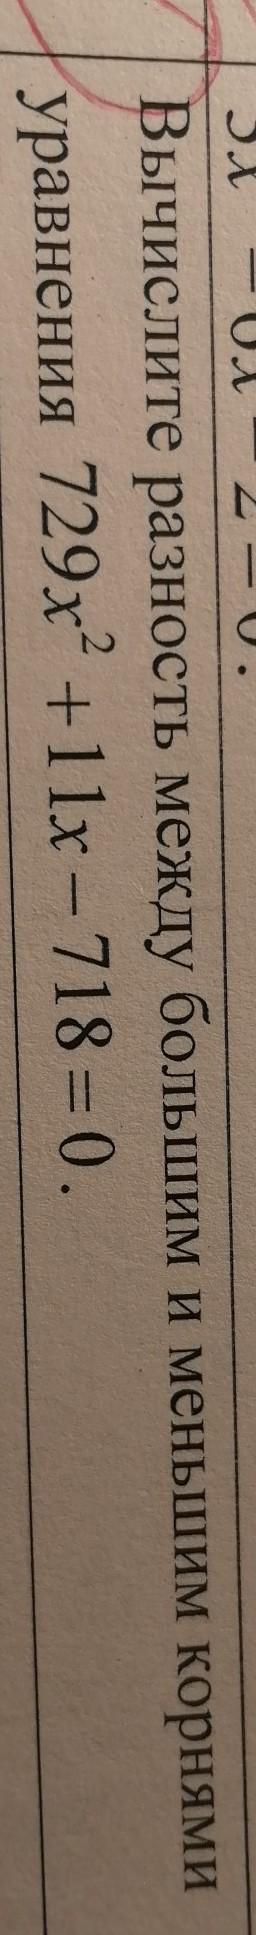 Вычислите разность между большим и меньшим корнями
уравнения 729x² + 11x − 718 = 0.